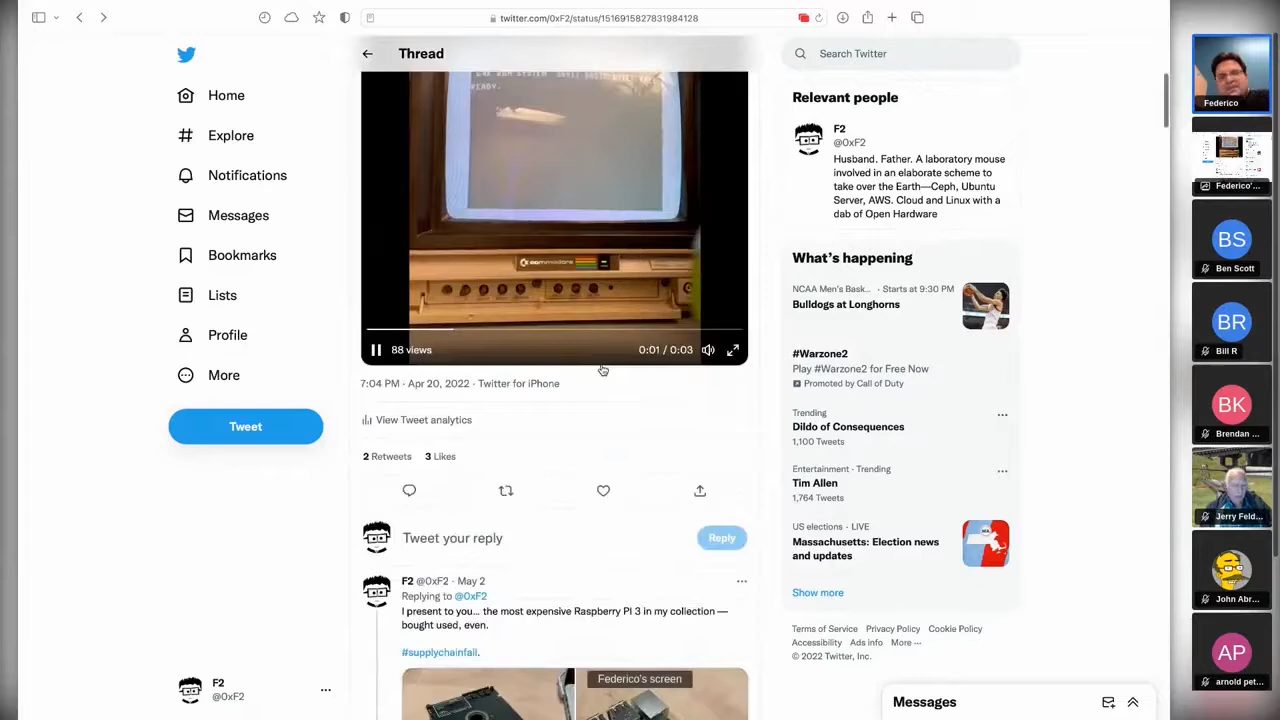 twitter.com/0xF2/status/1516915827831984128
Home
Explore
Notifications
Messages
Bookmarks
Lists
Profile
More
Tweet
F2
@0xF2
Thread
READY.
commodore
88 views
0:01 / 0:03
7:04 PM · Apr 20, 2022 · Twitter for iPhone
View Tweet analytics
2 Retweets 3 Likes
Tweet your reply
Reply
F2 @0xF2 · May 2
Replying to @0xF2
I present to you... the most expensive Raspberry PI 3 in my collection —
bought used, even.
#supplychainfail.
Federico's screen
Search Twitter
Relevant people
F2
@0xF2
Husband. Father. A laboratory mouse
involved in an elaborate scheme to
take over the Earth—Ceph, Ubuntu
Server, AWS. Cloud and Linux with a
dab of Open Hardware
What's happening
NCAA Men's Bask... · Starts at 9:30 PM
Bulldogs at Longhorns
#Warzone2
Play #Warzone2 for Free Now
Promoted by Call of Duty
Trending
Dildo of Consequences
1,100 Tweets
Entertainment · Trending
Tim Allen
1,764 Tweets
US elections · LIVE
Massachusetts: Election news
and updates
Show more
Terms of Service Privacy Policy Cookie Policy
Accessibility Ads info More ···
© 2022 Twitter, Inc.
Messages
Federico
Federico'...
BS
Ben Scott
BR
Bill R
BK
Brendan ...
Jerry Feld...
John Abr...
AP
arnold pet...